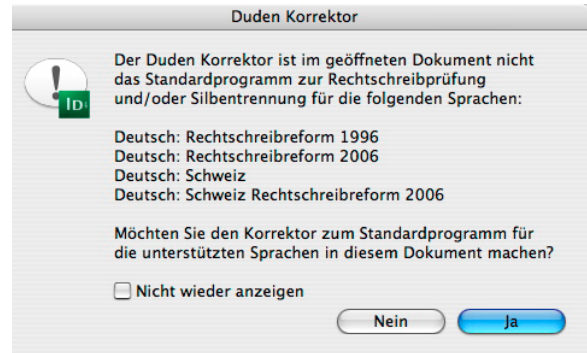 Duden Korrektor
Der Duden Korrektor ist im geöffneten Dokument nicht
das Standardprogramm zur Rechtschreibprüfung
und/oder Silbentrennung für die folgenden Sprachen:
Deutsch: Rechtschreibreform 1996
Deutsch: Rechtschreibreform 2006
Deutsch: Schweiz
Deutsch: Schweiz Rechtschreibreform 2006
Möchten Sie den Korrektor zum Standardprogramm für
die unterstützten Sprachen in diesem Dokument machen?
Nicht wieder anzeigen
Nein
Ja